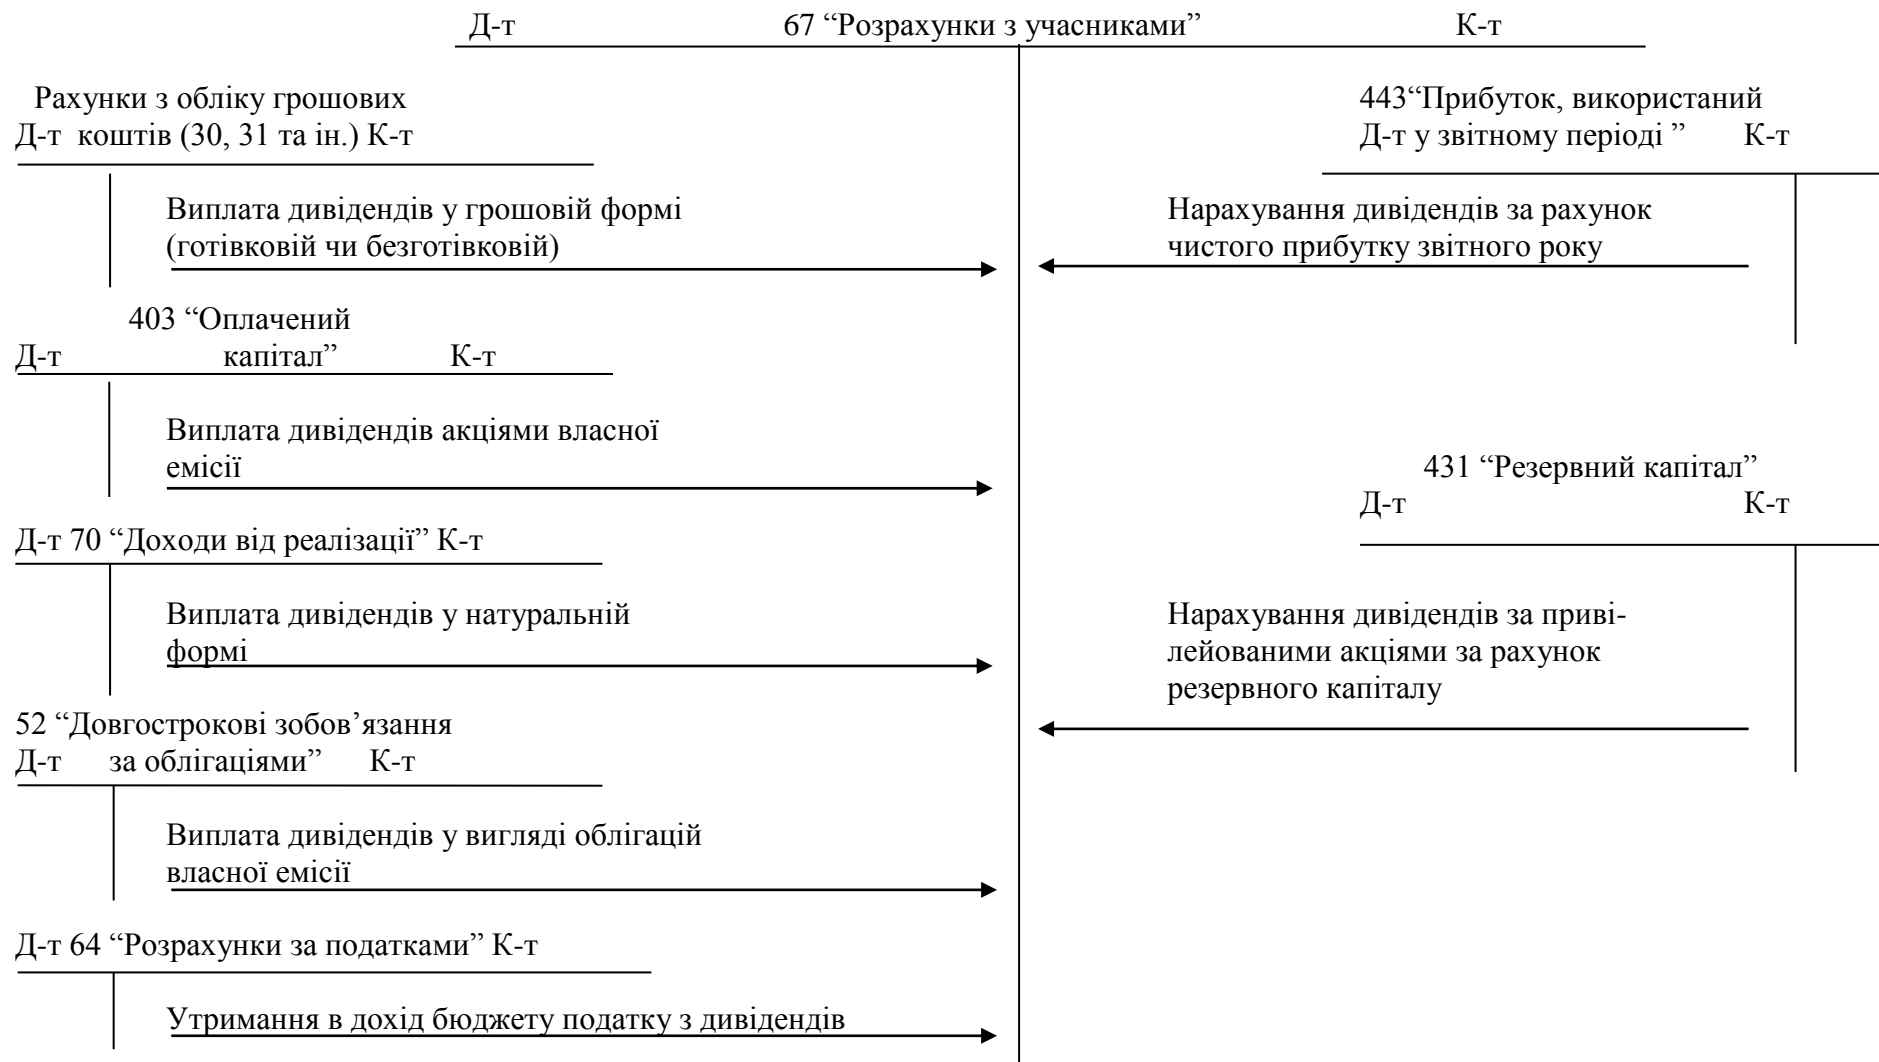 Д-т 67 “Розрахунки з учасниками” К-т
Рахунки з обліку грошових
Д-т коштів (30, 31 та ін.) К-т
443“Прибуток, використаний
Д-т у звітному періоді ” К-т
Виплата дивідендів у грошовій формі
(готівковій чи безготівковій)
Нарахування дивідендів за рахунок
чистого прибутку звітного року
403 “Оплачений
Д-т капітал” К-т
Виплата дивідендів акціями власної
емісії
431 “Резервний капітал”
Д-т К-т
Д-т 70 “Доходи від реалізації” К-т
Виплата дивідендів у натуральній
формі
Нарахування дивідендів за приві-
лейованими акціями за рахунок
резервного капіталу
52 “Довгострокові зобов’язання
Д-т за облігаціями” К-т
Виплата дивідендів у вигляді облігацій
власної емісії
Д-т 64 “Розрахунки за податками” К-т
Утримання в дохід бюджету податку з дивідендів